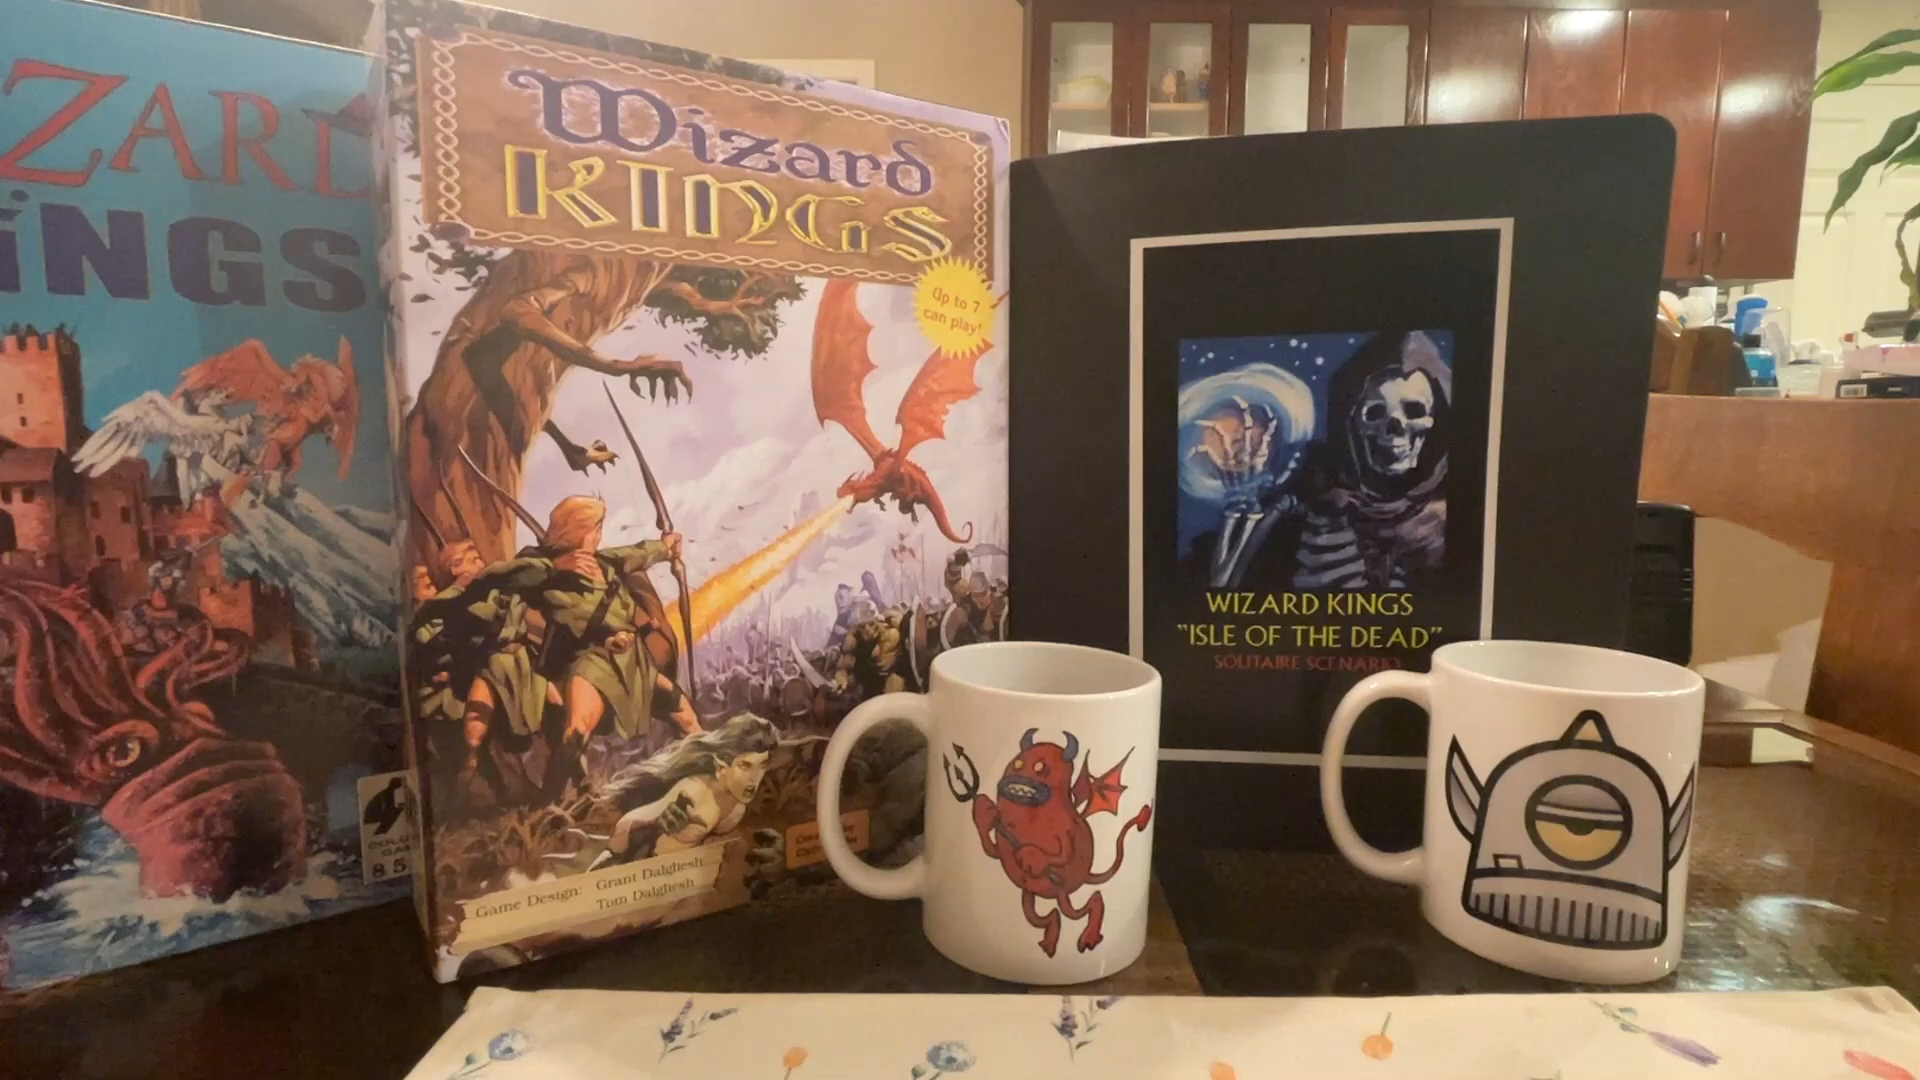 ZARD
KINGS
Wizard
KINGS
Up to 7
can play!
Game Design: Grant Dalgliesh
Tom Dalgliesh
WIZARD KINGS
"ISLE OF THE DEAD"
SOLITAIRE SCENARIO